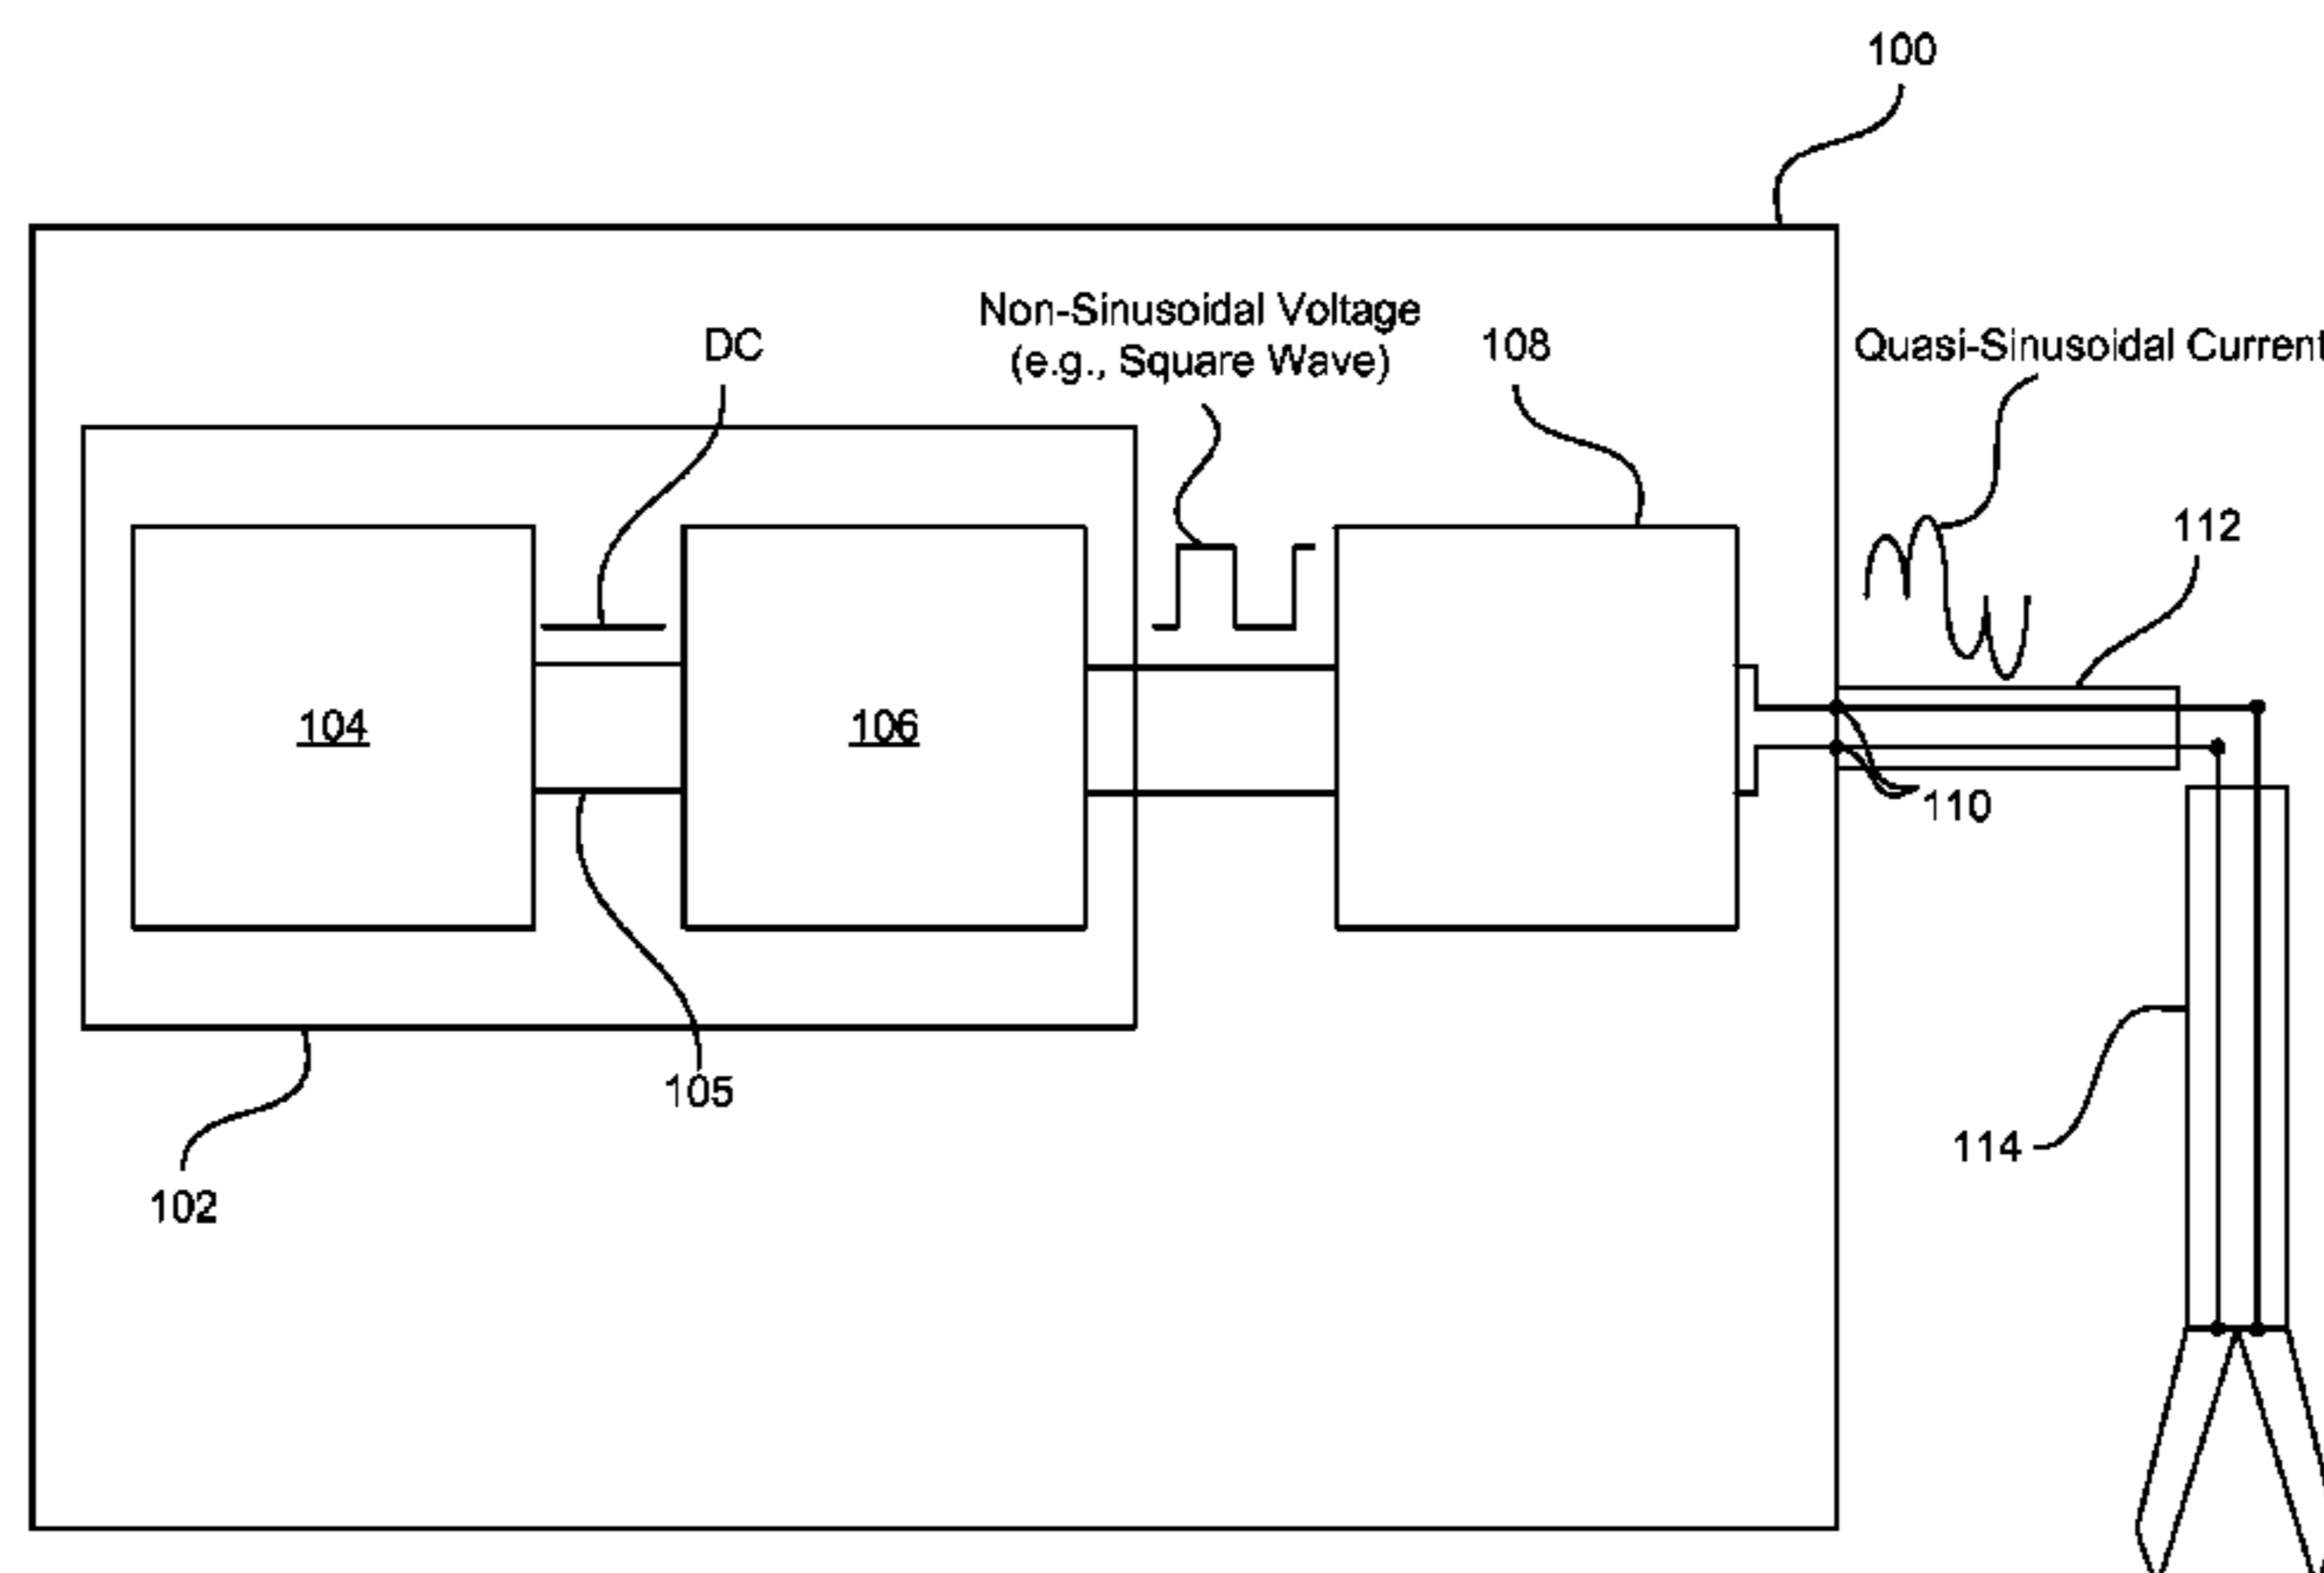 100
Non-Sinusoidal Voltage
(e.g., Square Wave)
DC
108
Quasi-Sinusoidal Current
112
104
106
110
105
114
102